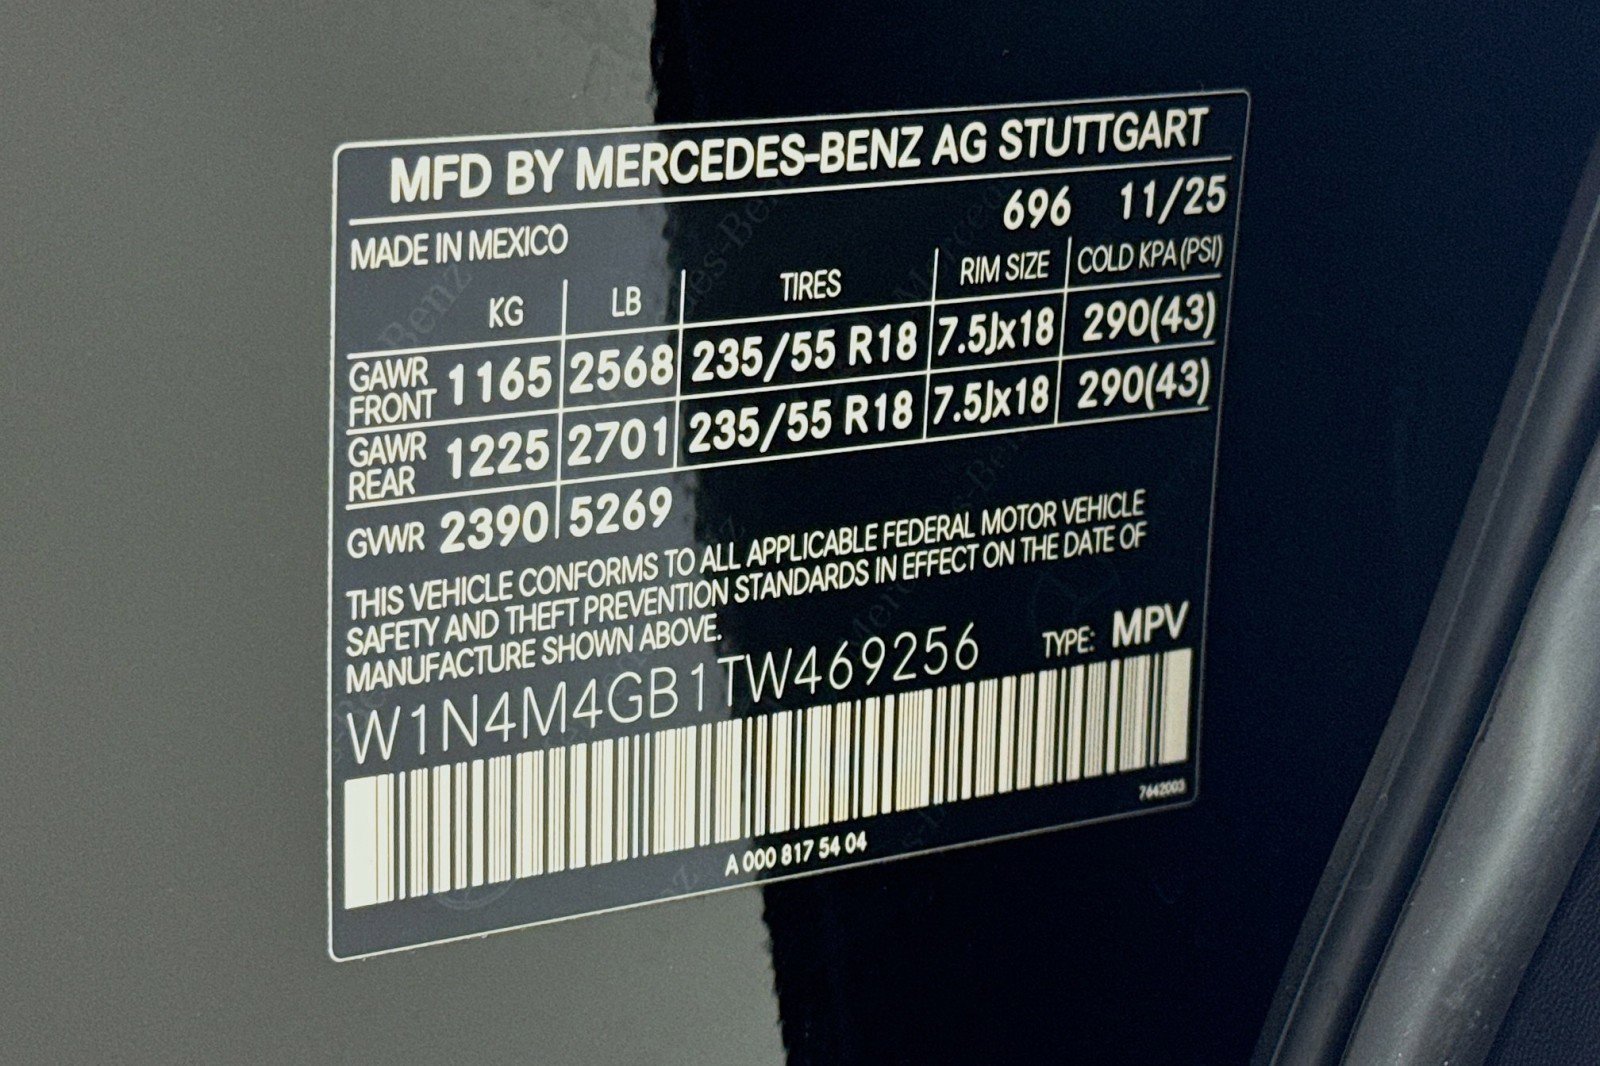 MFD BY MERCEDES-BENZ AG STUTTGART
696 11/25
MADE IN MEXICO
KG LB TIRES RIM SIZE COLD KPA (PSI)
GAWR FRONT 1165 2568 235/55 R18 7.5Jx18 290(43)
GAWR REAR 1225 2701 235/55 R18 7.5Jx18 290(43)
GVWR 2390 5269
THIS VEHICLE CONFORMS TO ALL APPLICABLE FEDERAL MOTOR VEHICLE
SAFETY AND THEFT PREVENTION STANDARDS IN EFFECT ON THE DATE OF
MANUFACTURE SHOWN ABOVE.
W1N4M4GB1TW469256 TYPE: MPV
7642003
A 000 817 54 04